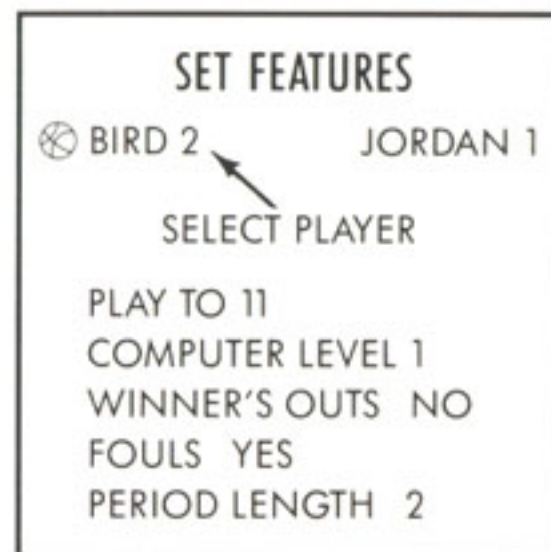 SET FEATURES
BIRD 2 JORDAN 1
SELECT PLAYER
PLAY TO 11
COMPUTER LEVEL 1
WINNER'S OUTS NO
FOULS YES
PERIOD LENGTH 2